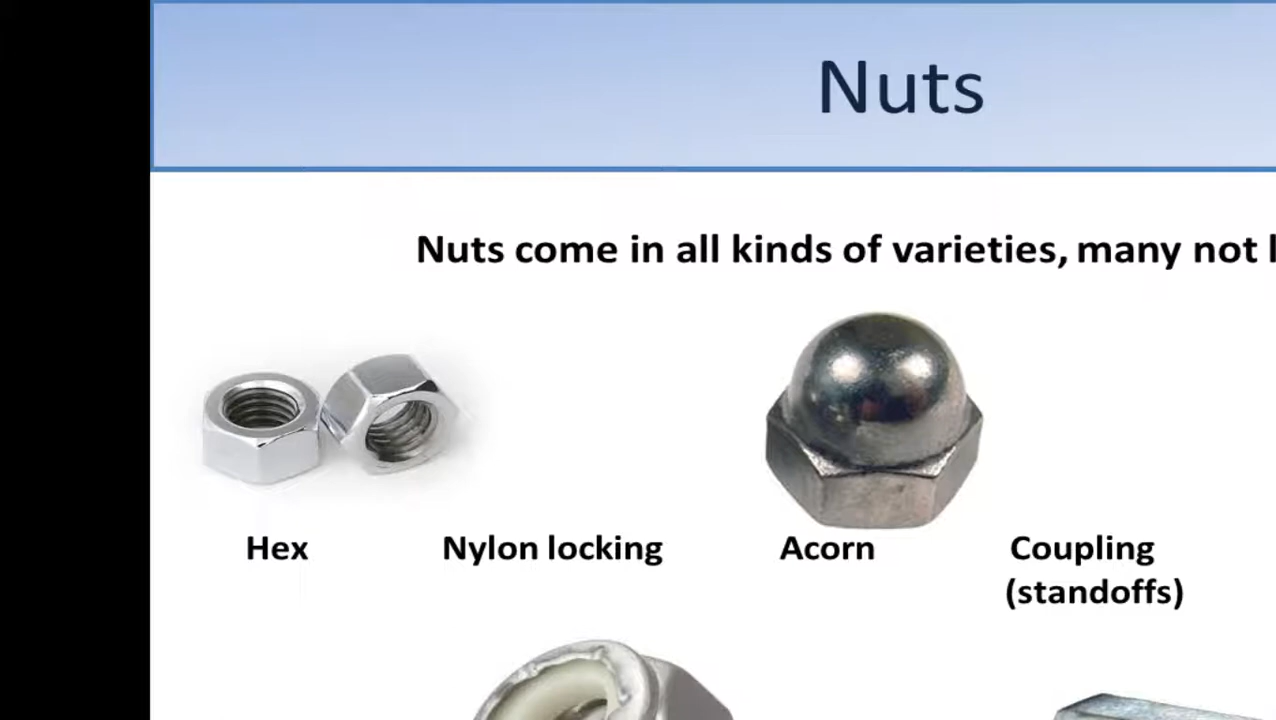 Nuts
Nuts come in all kinds of varieties, many not
Hex
Nylon locking
Acorn
Coupling
(standoffs)